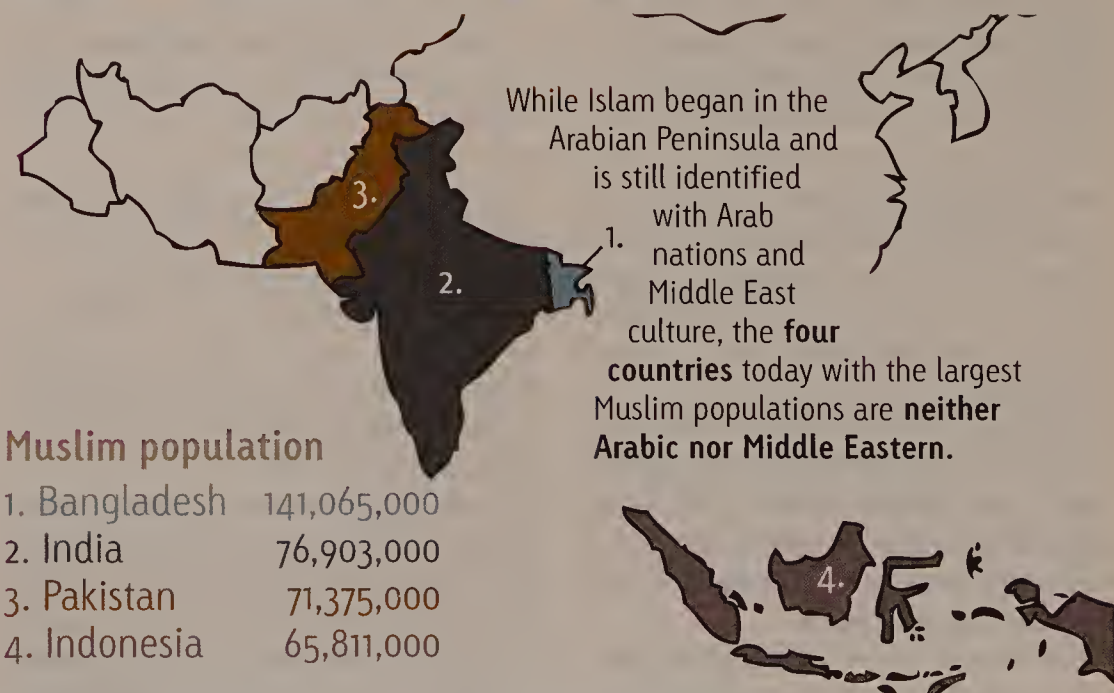 While Islam began in the
Arabian Peninsula and
is still identified
with Arab
nations and
Middle East
culture, the four
countries today with the largest
Muslim populations are neither
Arabic nor Middle Eastern.
3.
1.
2.
4.
Muslim population
1. Bangladesh 141,065,000
2. India 76,903,000
3. Pakistan 71,375,000
4. Indonesia 65,811,000